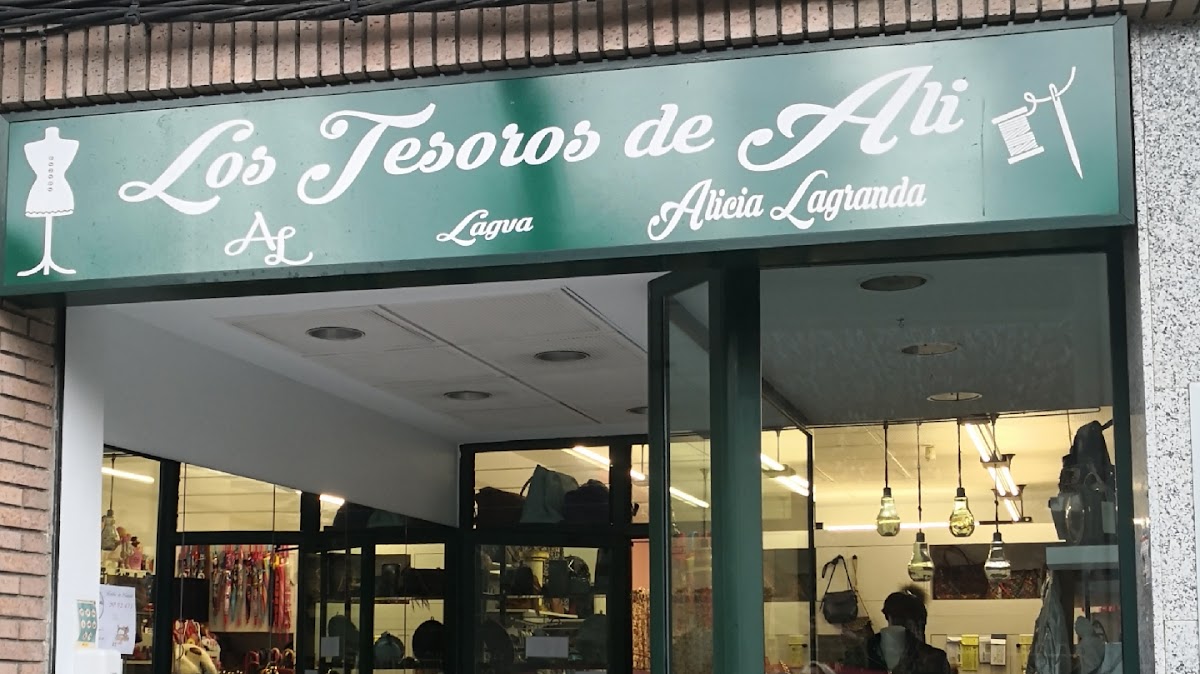 Los Tesoros de Ali
AL Lagva Alicia Lagranda